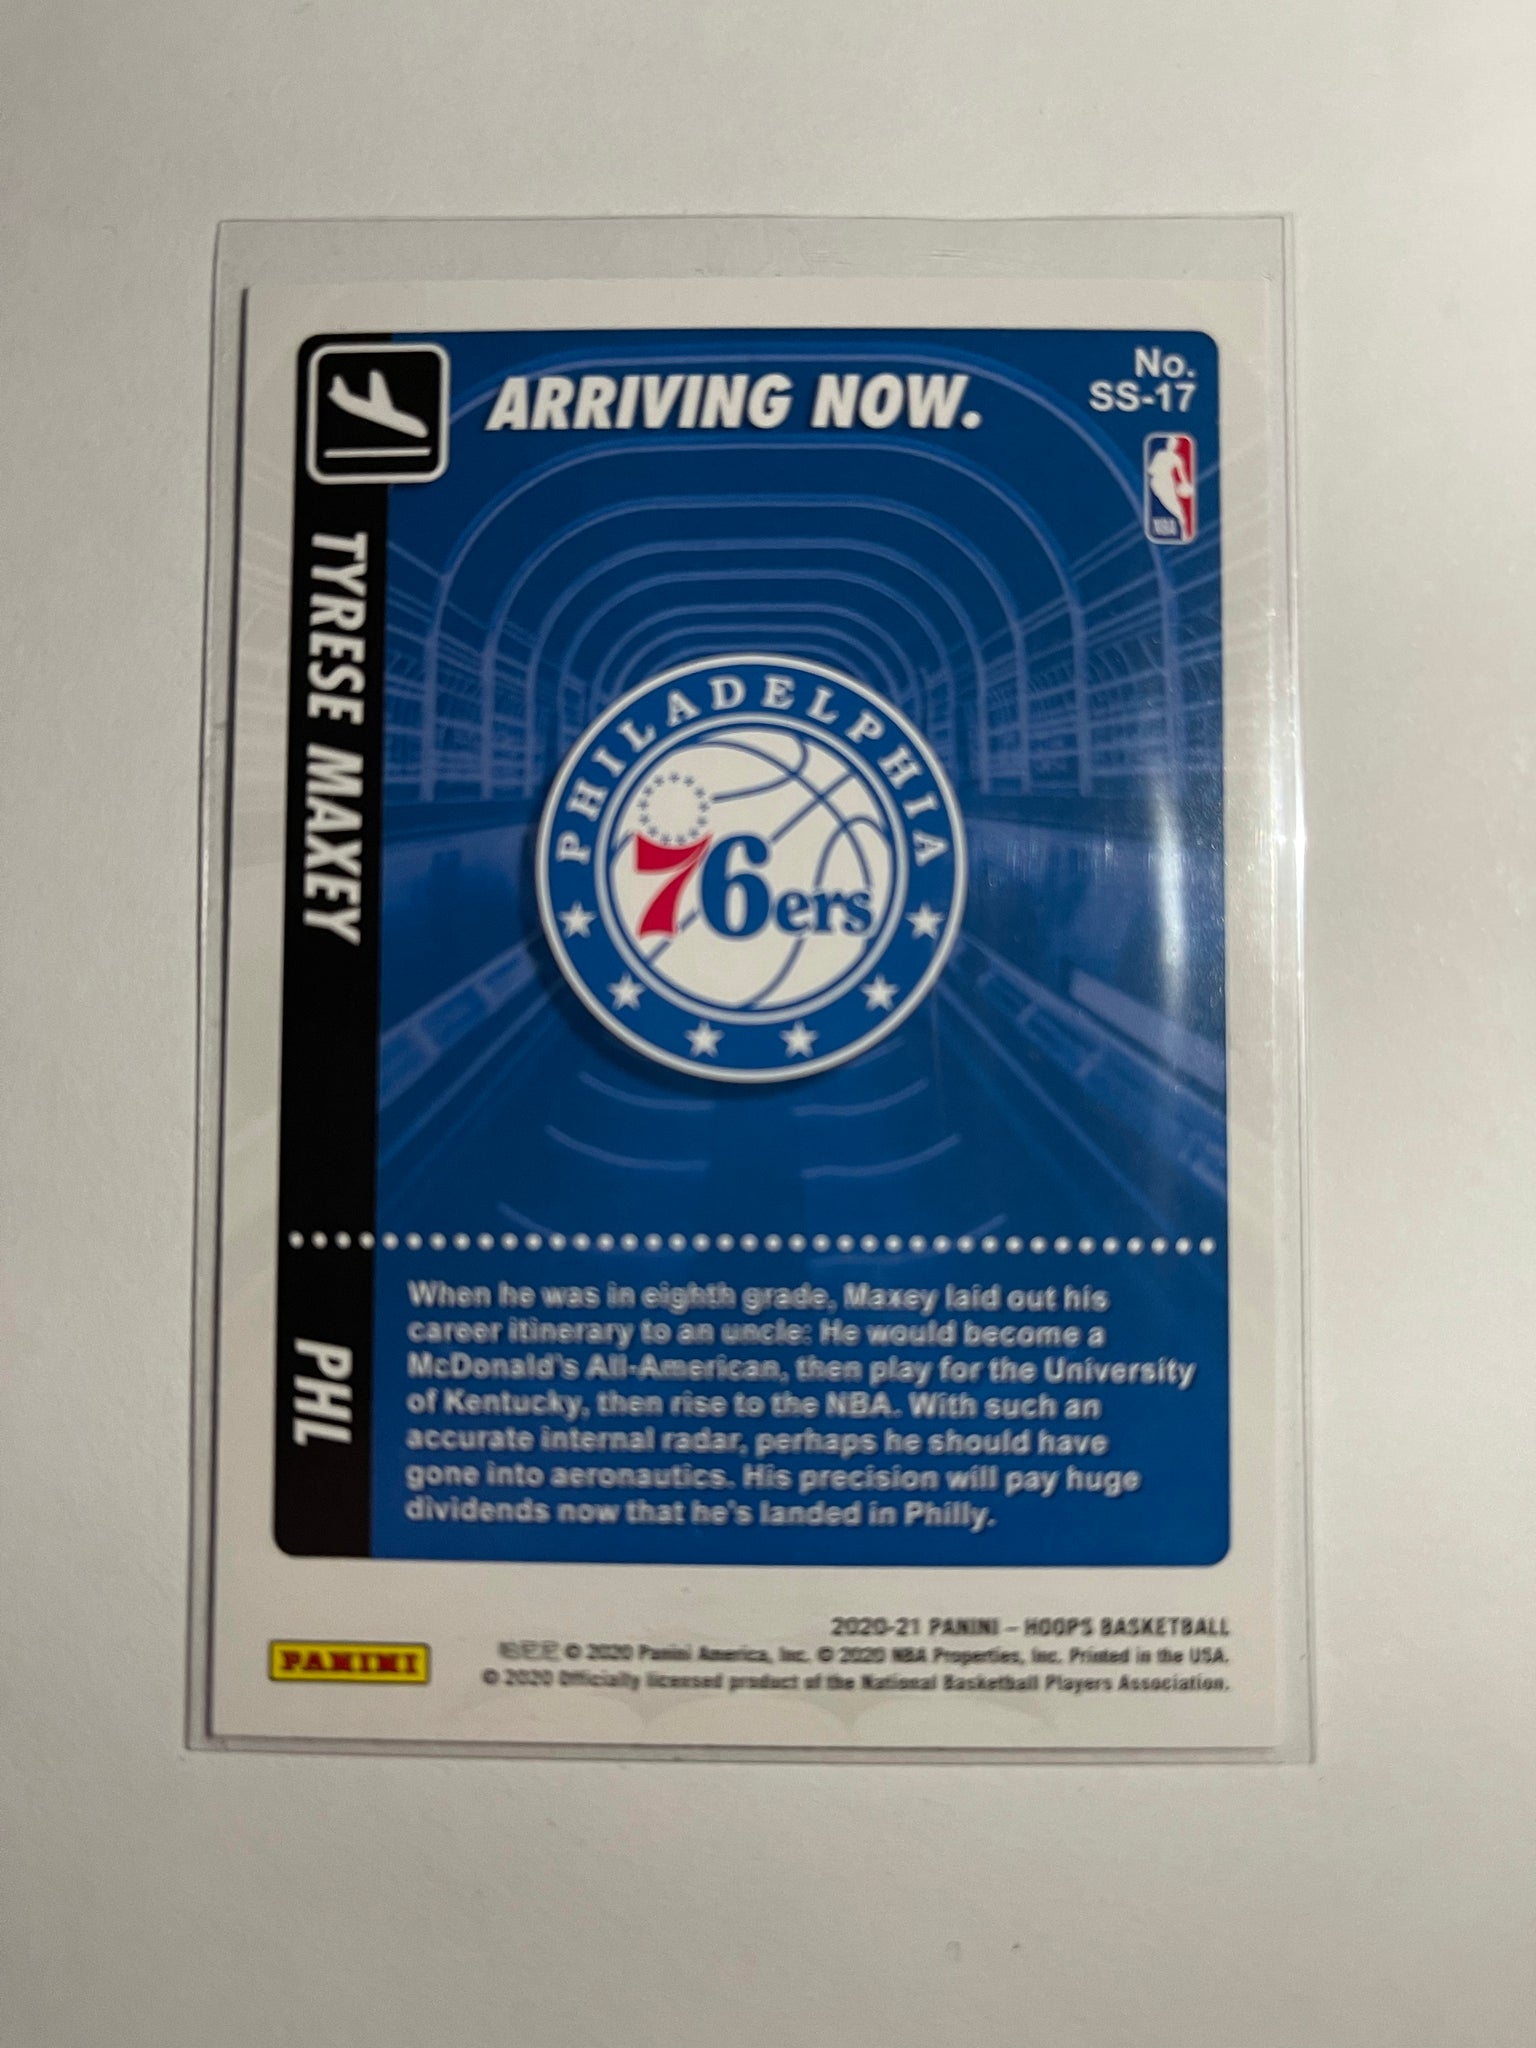 ARRIVING NOW.
No.
SS-17
NBA
TYRESE MAXEY
PHILADELPHIA
76ers
PHL
When he was in eighth grade, Maxey laid out his
career itinerary to an uncle: He would become a
McDonald's All-American, then play for the University
of Kentucky, then rise to the NBA. With such an
accurate internal radar, perhaps he should have
gone into aeronautics. His precision will pay huge
dividends now that he's landed in Philly.
2020-21 PANINI – HOOPS BASKETBALL
© 2020 Panini America, Inc. © 2020 NBA Properties, Inc. Printed in the USA.
© 2020 Officially licensed product of the National Basketball Players Association.
PANINI